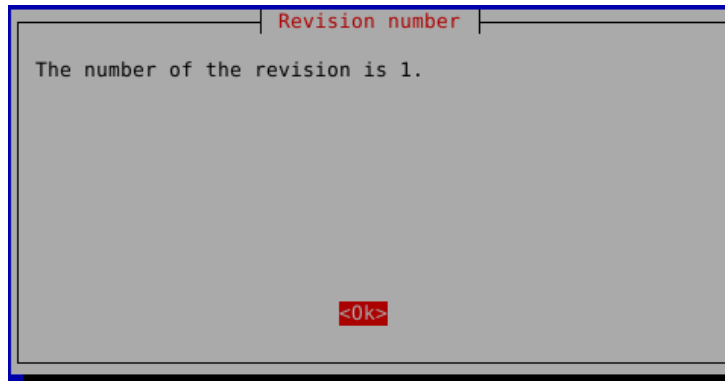 Revision number
The number of the revision is 1.
<Ok>